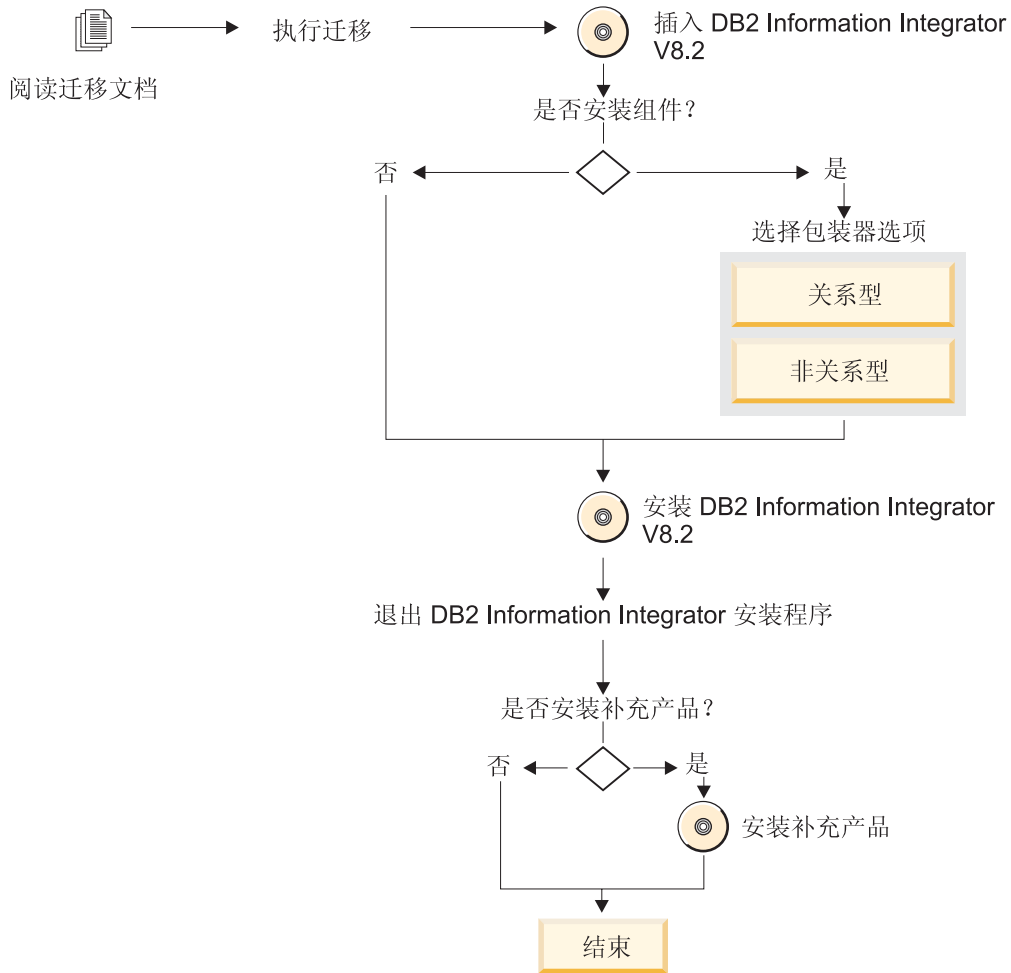 执行迁移
插入 DB2 Information Integrator
V8.2
阅读迁移文档
是否安装组件?
否
是
选择包装器选项
关系型
非关系型
安装 DB2 Information Integrator
V8.2
退出 DB2 Information Integrator 安装程序
是否安装补充产品?
否
是
安装补充产品
结束